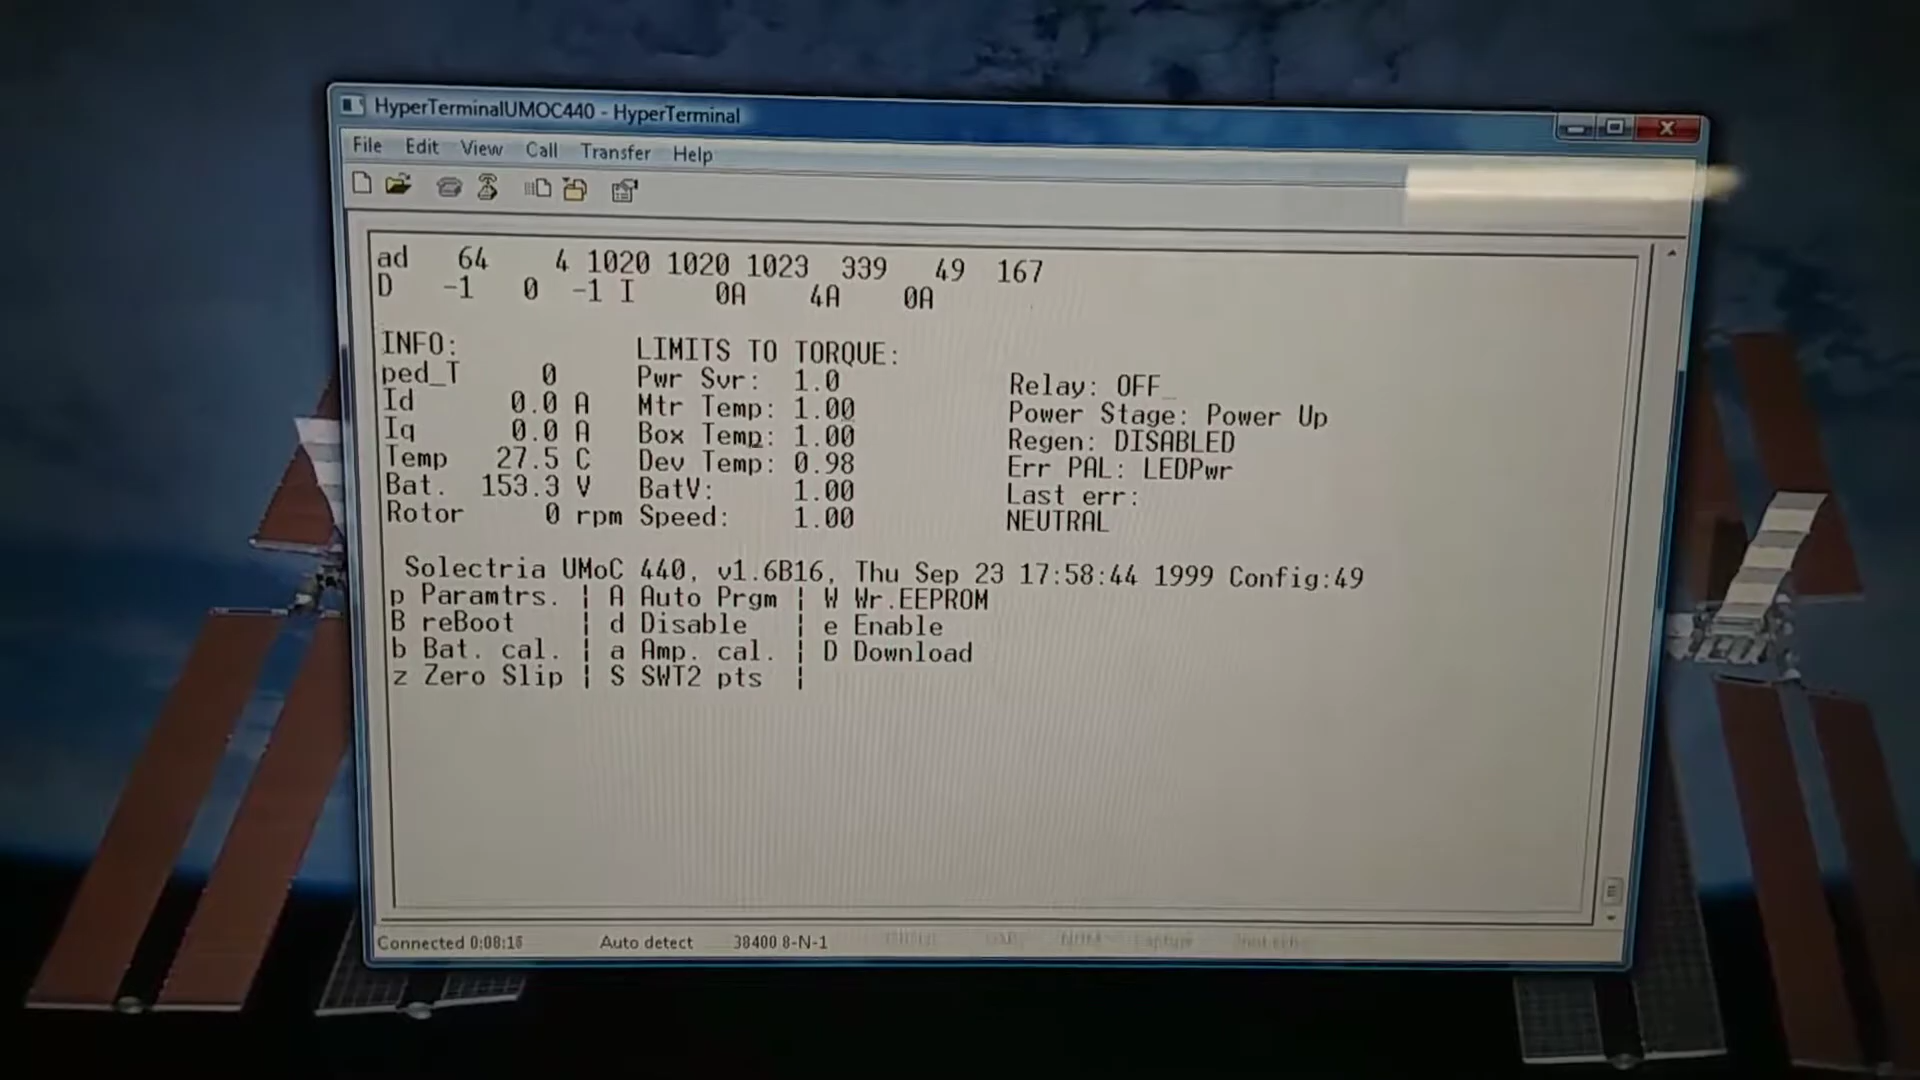 HyperTerminalUMOC440 - HyperTerminal
File Edit View Call Transfer Help
ad 64 4 1020 1020 1023 339 49 167
D -1 0 -1 I 0A 4A 0A
INFO: LIMITS TO TORQUE:
ped_T 0 Pwr Svr: 1.0 Relay: OFF_
Id 0.0 A Mtr Temp: 1.00 Power Stage: Power Up
Iq 0.0 A Box Temp: 1.00 Regen: DISABLED
Temp 27.5 C Dev Temp: 0.98 Err PAL: LEDPwr
Bat. 153.3 V BatV: 1.00 Last err:
Rotor 0 rpm Speed: 1.00 NEUTRAL
Solectria UMoC 440, v1.6B16, Thu Sep 23 17:58:44 1999 Config:49
p Paramtrs. ¦ A Auto Prgm ¦ W Wr.EEPROM
B reBoot ¦ d Disable ¦ e Enable
b Bat. cal. ¦ a Amp. cal. ¦ D Download
z Zero Slip ¦ S SWT2 pts ¦
Connected Auto detect 38400 8-N-1 NUM Capture